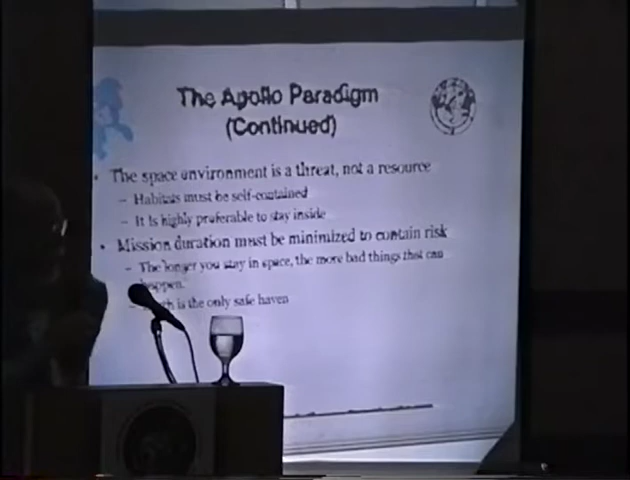 The Apollo Paradigm
(Continued)
• The space environment is a threat, not a resource
– Habitats must be self-contained
– It is highly preferable to stay inside
• Mission duration must be minimized to contain risk
– The longer you stay in space, the more bad things that can
happen.
– is the only safe haven